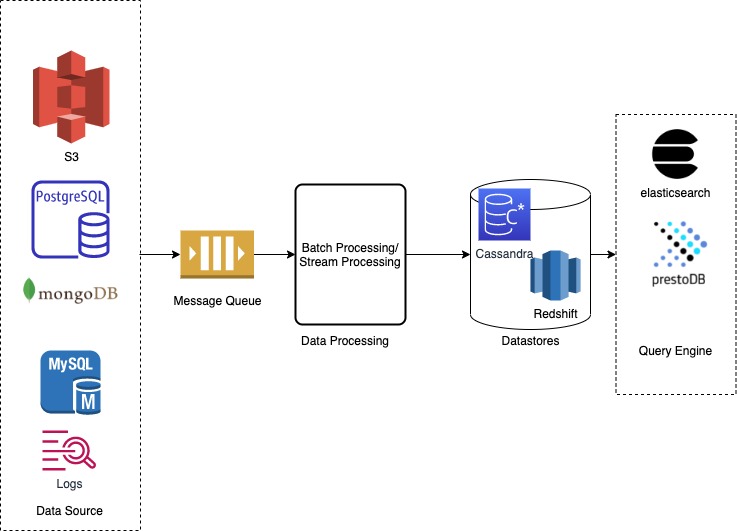 S3
PostgreSQL
mongoDB
MySQL
M
Logs
Data Source
Message Queue
Batch Processing/
Stream Processing
Data Processing
C*
Cassandra
Redshift
Datastores
elasticsearch
prestoDB
Query Engine